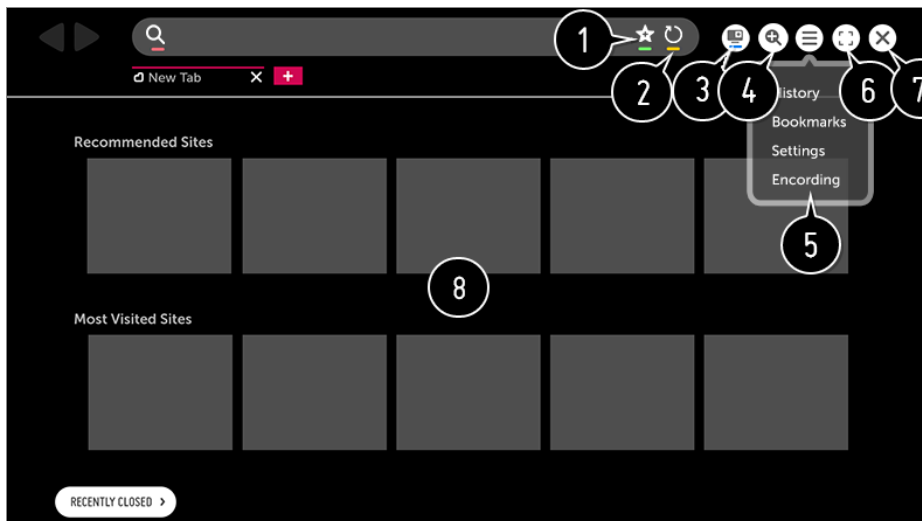 1
New Tab
2
3
4
6
7
History
Bookmarks
Settings
Encording
Recommended Sites
5
8
Most Visited Sites
RECENTLY CLOSED